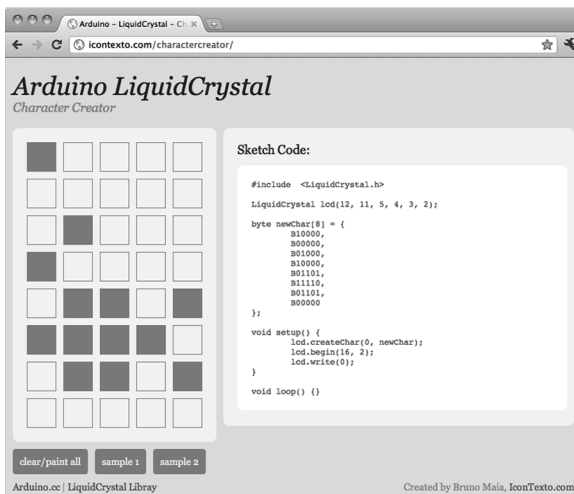 Arduino – LiquidCrystal – Ch
icontexto.com/charactercreator/
Arduino LiquidCrystal
Character Creator
Sketch Code:
#include  <LiquidCrystal.h>
LiquidCrystal lcd(12, 11, 5, 4, 3, 2);
byte newChar[8] = {
B10000,
B00000,
B01000,
B10000,
B01101,
B11110,
B01101,
B00000
};
void setup() {
lcd.createChar(0, newChar);
lcd.begin(16, 2);
lcd.write(0);
}
void loop() {}
clear/paint all
sample 1
sample 2
Arduino.cc | LiquidCrystal Libray
Created by Bruno Maia, IconTexto.com